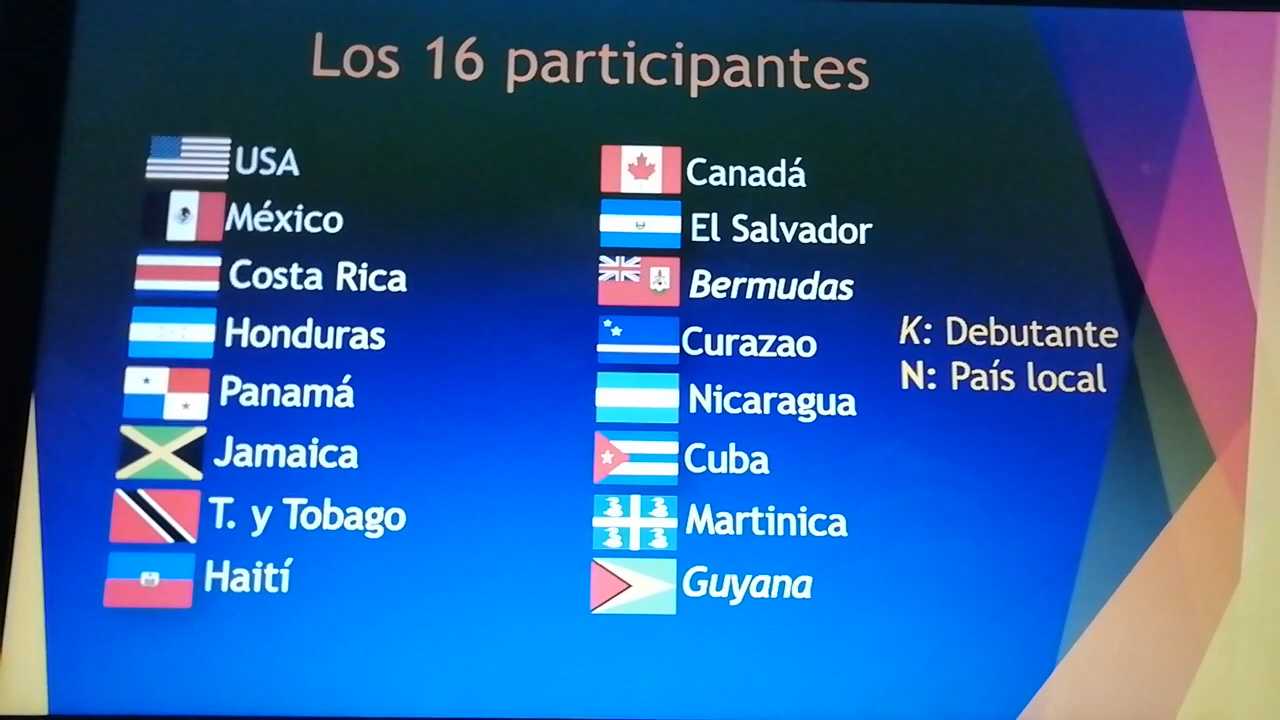 Los 16 participantes
USA
México
Costa Rica
Honduras
Panamá
Jamaica
T. y Tobago
Haití
Canadá
El Salvador
Bermudas
Curazao
Nicaragua
Cuba
Martinica
Guyana
K: Debutante
N: País local